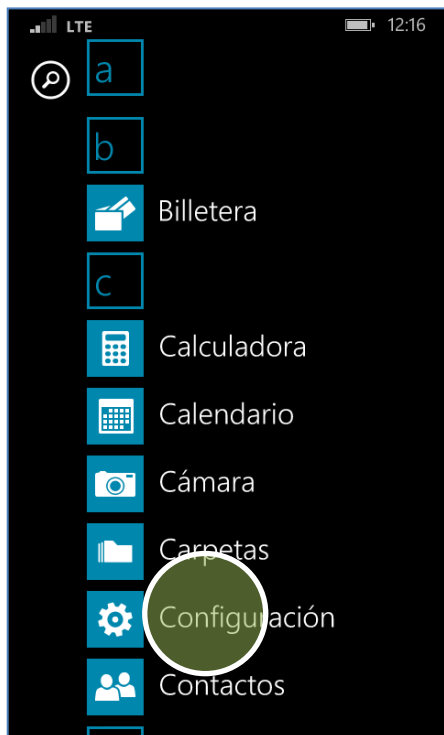 LTE 12:16
a
b
Billetera
c
Calculadora
Calendario
Cámara
Carpetas
Configuración
Contactos